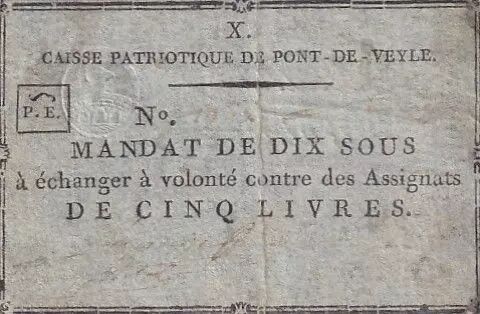 X.
CAISSE PATRIOTIQUE DE PONT-DE-VEYLE.
P.E.
No.
MANDAT DE DIX SOUS
à échanger à volonté contre des Assignats
DE CINQ LIVRES.